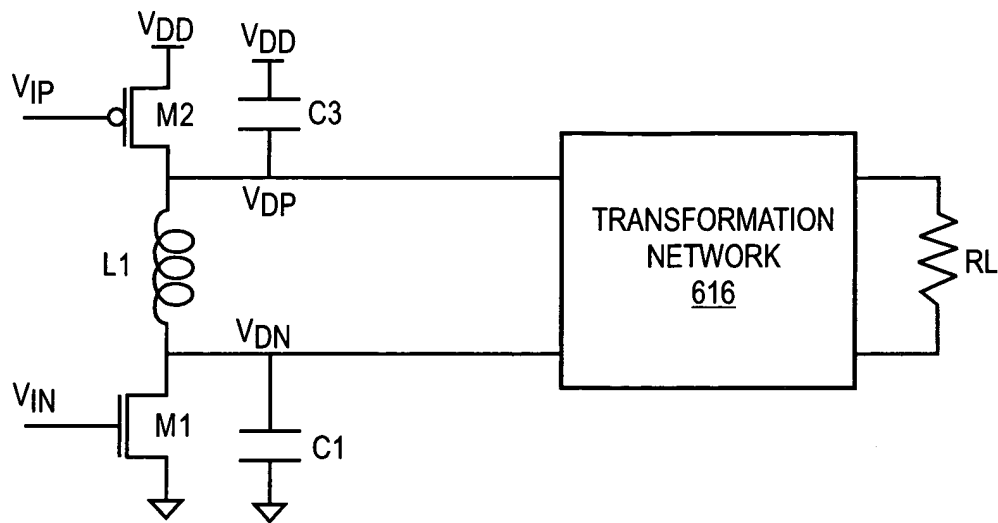 VDD
VDD
VIP
M2
C3
VDP
TRANSFORMATION
NETWORK
616
RL
L1
VDN
VIN
M1
C1